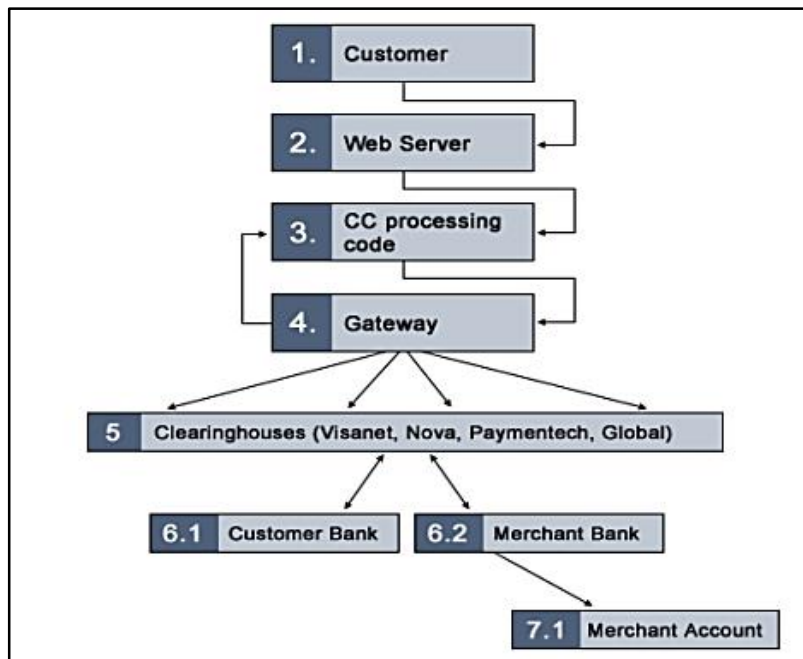 1. Customer
2. Web Server
3. CC processing
code
4. Gateway
5 Clearinghouses (Visanet, Nova, Paymentech, Global)
6.1 Customer Bank
6.2 Merchant Bank
7.1 Merchant Account